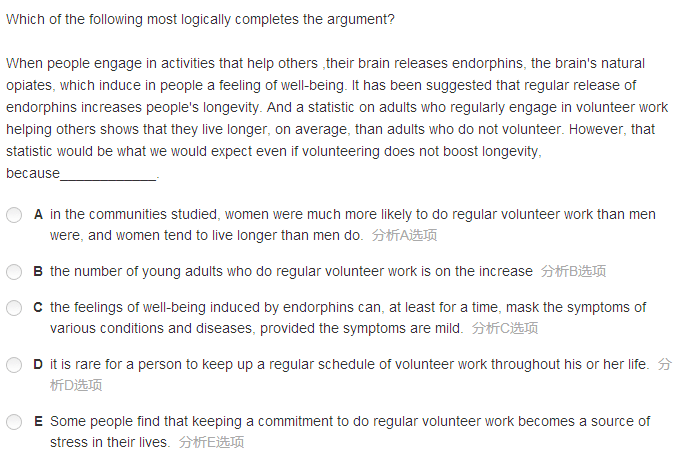 Which of the following most logically completes the argument?
When people engage in activities that help others ,their brain releases endorphins, the brain's natural
opiates, which induce in people a feeling of well-being. It has been suggested that regular release of
endorphins increases people's longevity. And a statistic on adults who regularly engage in volunteer work
helping others shows that they live longer, on average, than adults who do not volunteer. However, that
statistic would be what we would expect even if volunteering does not boost longevity,
because_____________.
A in the communities studied, women were much more likely to do regular volunteer work than men
were, and women tend to live longer than men do. 分析A选项
B the number of young adults who do regular volunteer work is on the increase 分析B选项
C the feelings of well-being induced by endorphins can, at least for a time, mask the symptoms of
various conditions and diseases, provided the symptoms are mild. 分析C选项
D it is rare for a person to keep up a regular schedule of volunteer work throughout his or her life. 分
析D选项
E Some people find that keeping a commitment to do regular volunteer work becomes a source of
stress in their lives. 分析E选项